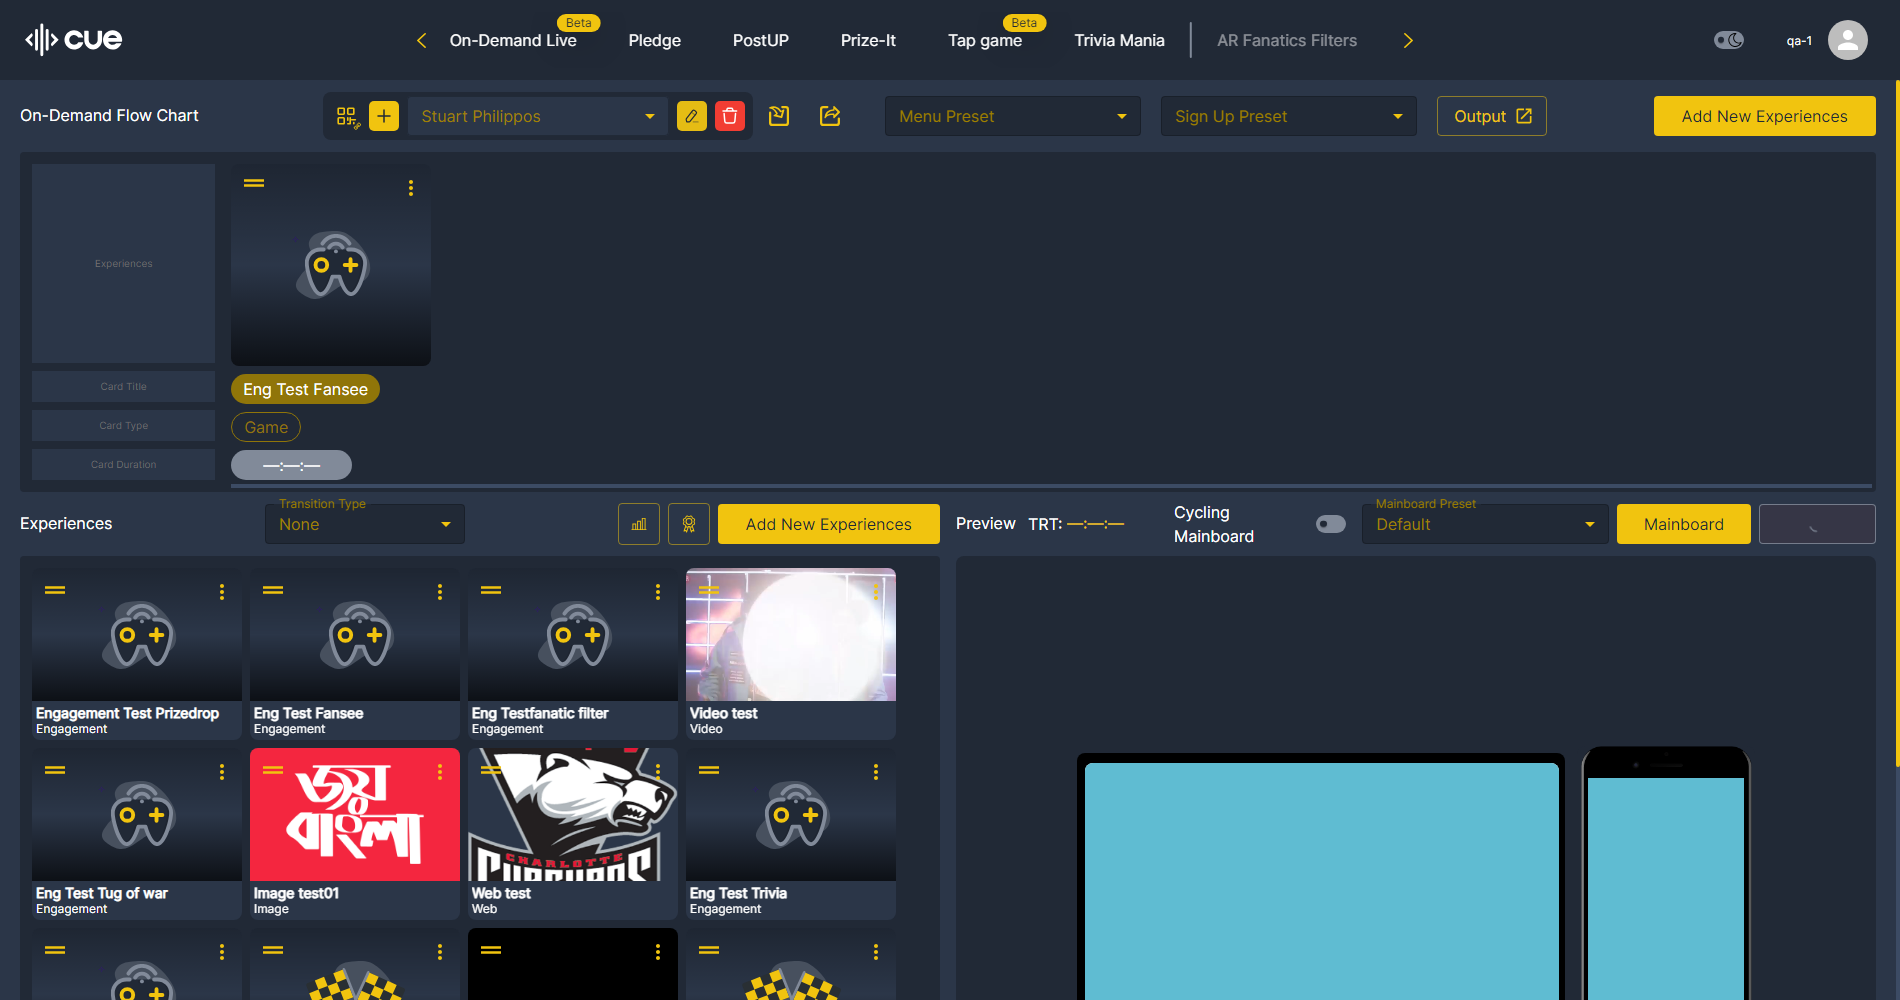 cue
On-Demand Live
Beta
Pledge
PostUP
Prize-It
Tap game
Beta
Trivia Mania
AR Fanatics Filters
qa-1
On-Demand Flow Chart
Stuart Philippos
Menu Preset
Sign Up Preset
Output
Add New Experiences
Experiences
Card Title
Eng Test Fansee
Card Type
Game
Card Duration
—:—:—
Experiences
Transition Type
None
Add New Experiences
Preview
TRT: —:—:—
Cycling
Mainboard
Mainboard Preset
Default
Mainboard
Engagement Test Prizedrop
Engagement
Eng Test Fansee
Engagement
Eng Testfanatic filter
Engagement
Video test
Video
জয়
বাংলা
CHARLOTTE
Eng Test Tug of war
Engagement
Image test01
Image
Web test
Web
Eng Test Trivia
Engagement